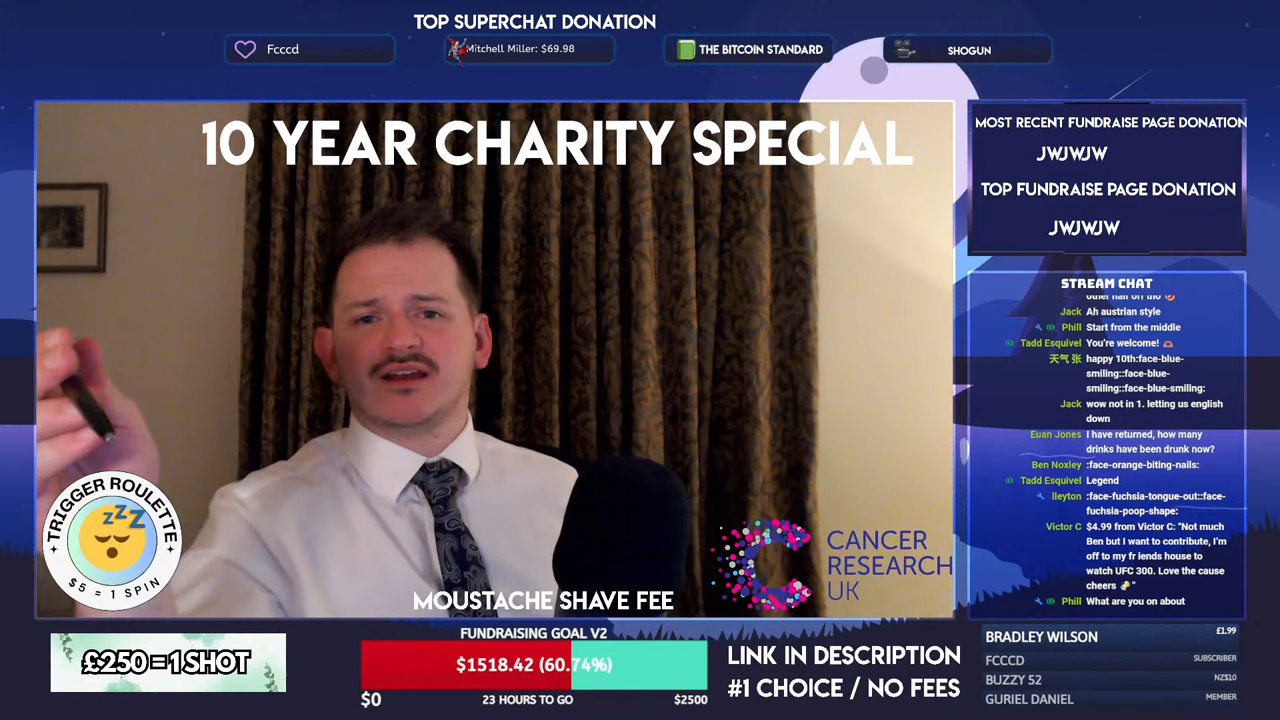 TOP SUPERCHAT DONATION
Fcccd
Mitchell Miller: $69.98
THE BITCOIN STANDARD
SHOGUN
10 YEAR CHARITY SPECIAL
MOST RECENT FUNDRAISE PAGE DONATION
JWJWJW
TOP FUNDRAISE PAGE DONATION
JWJWJW
STREAM CHAT
other half off tho
Jack Ah austrian style
Phill Start from the middle
Tadd Esquivel You're welcome!
天气 张 happy 10th:face-blue-
smiling::face-blue-
smiling::face-blue-smiling:
Jack wow not in 1. letting us english
down
Euan Jones I have returned, how many
drinks have been drunk now?
Ben Noxley :face-orange-biting-nails:
Tadd Esquivel Legend
lleyton :face-fuchsia-tongue-out::face-
fuchsia-poop-shape:
Victor C $4.99 from Victor C: "Not much
Ben but I want to contribute, I'm
off to my fr iends house to
watch UFC 300. Love the cause
cheers "
Phill What are you on about
TRIGGER ROULETTE
zzz
$5 = 1 SPIN
CANCER
RESEARCH
UK
MOUSTACHE SHAVE FEE
£250 = 1 SHOT
FUNDRAISING GOAL V2
$1518.42 (60.74%)
$0
23 HOURS TO GO
$2500
LINK IN DESCRIPTION
#1 CHOICE / NO FEES
BRADLEY WILSON £1.99
FCCCD SUBSCRIBER
BUZZY 52 NZ$10
GURIEL DANIEL MEMBER